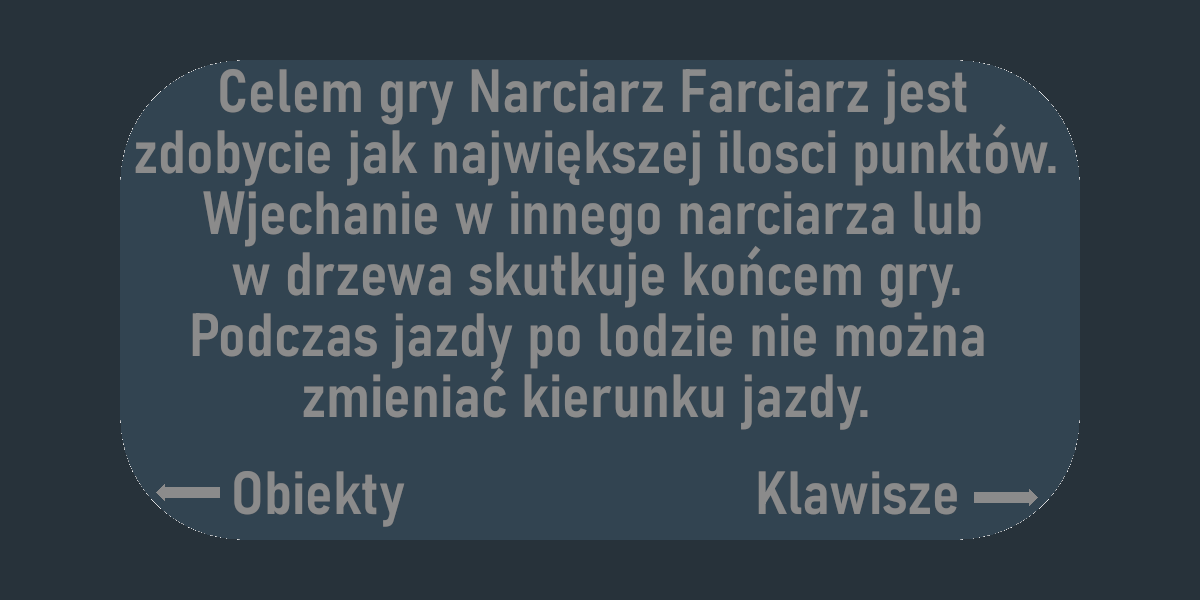 Celem gry Narciarz Farciarz jest
zdobycie jak największej ilosci punktów.
Wjechanie w innego narciarza lub
w drzewa skutkuje końcem gry.
Podczas jazdy po lodzie nie można
zmieniać kierunku jazdy.
Obiekty Klawisze